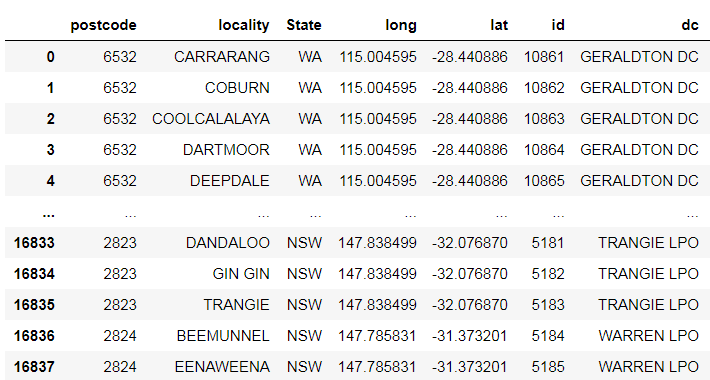 postcode locality State long lat id dc
0 6532 CARRARANG WA 115.004595 -28.440886 10861 GERALDTON DC
1 6532 COBURN WA 115.004595 -28.440886 10862 GERALDTON DC
2 6532 COOLCALALAYA WA 115.004595 -28.440886 10863 GERALDTON DC
3 6532 DARTMOOR WA 115.004595 -28.440886 10864 GERALDTON DC
4 6532 DEEPDALE WA 115.004595 -28.440886 10865 GERALDTON DC
... ... ... ... ... ... ... ...
16833 2823 DANDALOO NSW 147.838499 -32.076870 5181 TRANGIE LPO
16834 2823 GIN GIN NSW 147.838499 -32.076870 5182 TRANGIE LPO
16835 2823 TRANGIE NSW 147.838499 -32.076870 5183 TRANGIE LPO
16836 2824 BEEMUNNEL NSW 147.785831 -31.373201 5184 WARREN LPO
16837 2824 EENAWEENA NSW 147.785831 -31.373201 5185 WARREN LPO